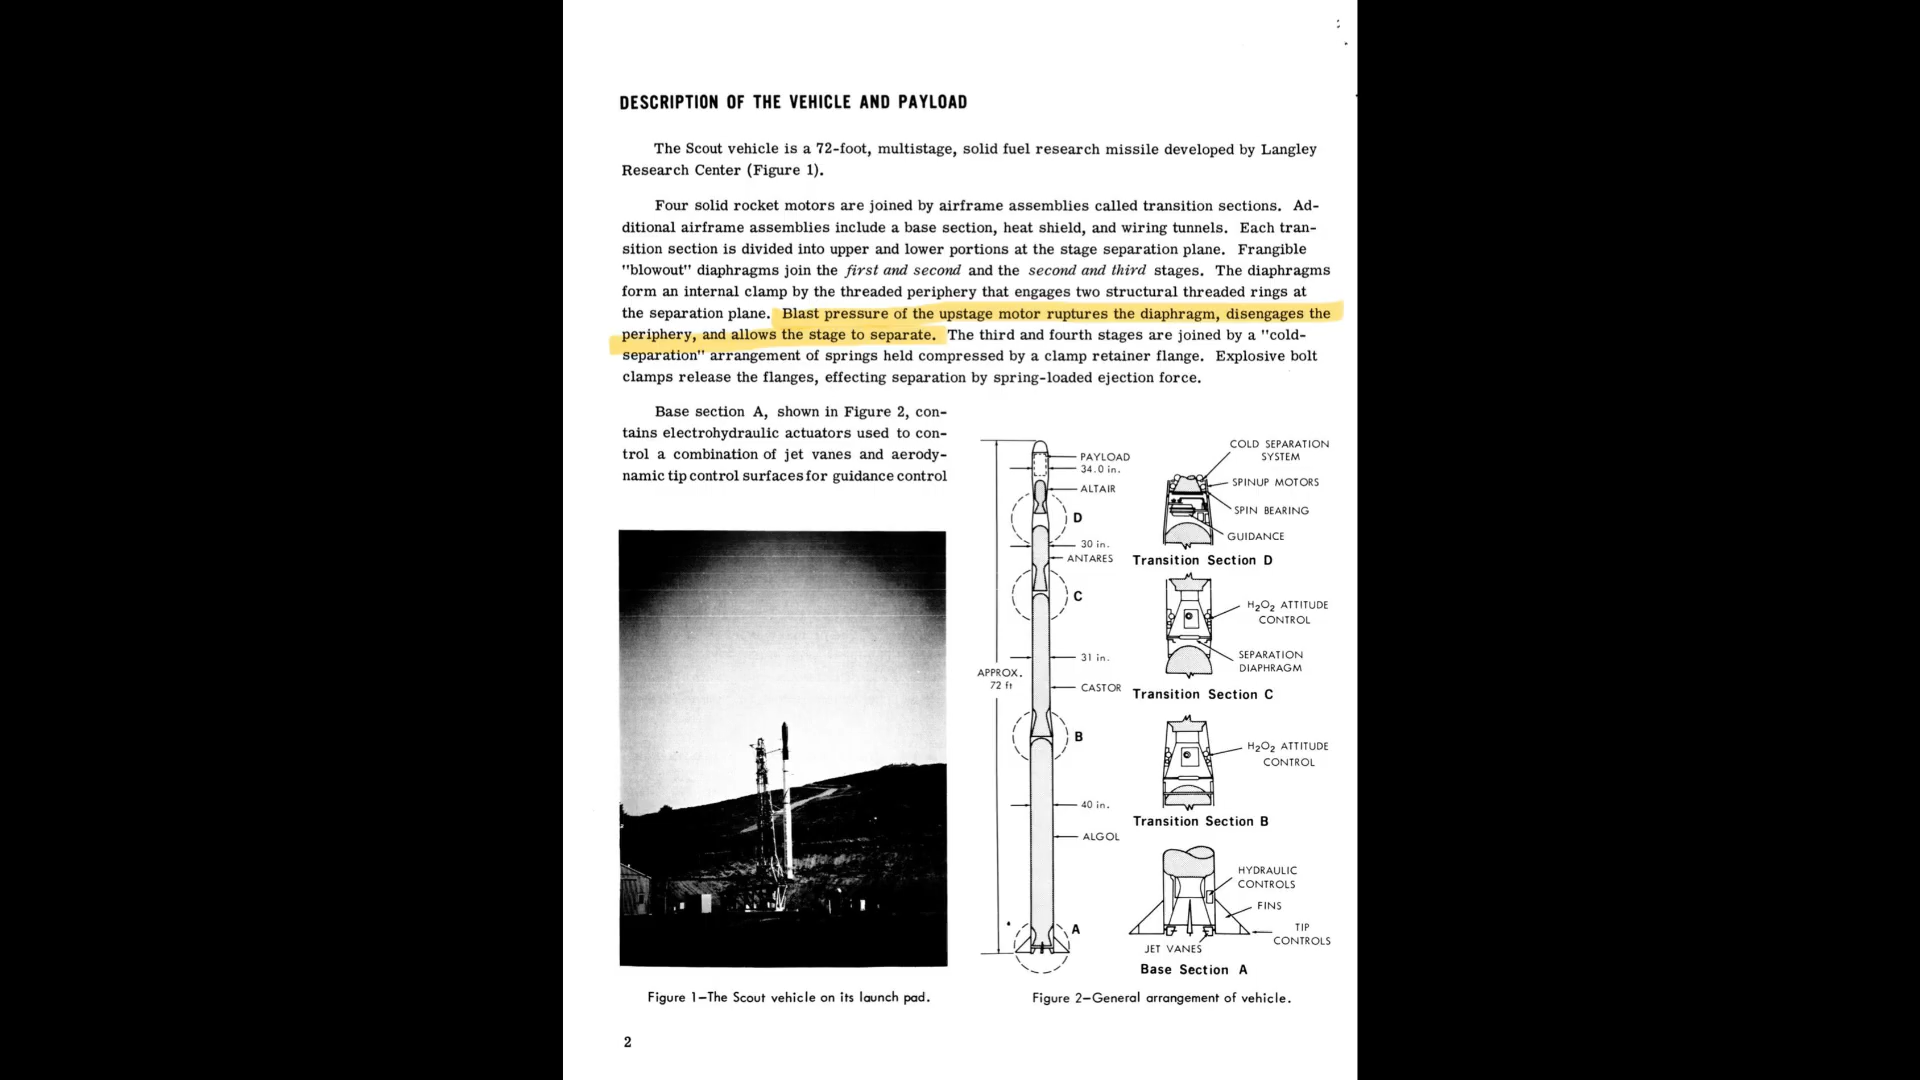 DESCRIPTION OF THE VEHICLE AND PAYLOAD
The Scout vehicle is a 72-foot, multistage, solid fuel research missile developed by Langley
Research Center (Figure 1).
Four solid rocket motors are joined by airframe assemblies called transition sections. Ad-
ditional airframe assemblies include a base section, heat shield, and wiring tunnels. Each tran-
sition section is divided into upper and lower portions at the stage separation plane. Frangible
"blowout" diaphragms join the first and second and the second and third stages. The diaphragms
form an internal clamp by the threaded periphery that engages two structural threaded rings at
the separation plane. Blast pressure of the upstage motor ruptures the diaphragm, disengages the
periphery, and allows the stage to separate. The third and fourth stages are joined by a "cold-
separation" arrangement of springs held compressed by a clamp retainer flange. Explosive bolt
clamps release the flanges, effecting separation by spring-loaded ejection force.
Base section A, shown in Figure 2, con-
tains electrohydraulic actuators used to con-
trol a combination of jet vanes and aerody-
namic tip control surfaces for guidance control
Figure 1—The Scout vehicle on its launch pad.
PAYLOAD
34.0 in.
ALTAIR
D
30 in.
ANTARES
C
31 in.
APPROX.
72 ft
CASTOR
B
40 in.
ALGOL
A
COLD SEPARATION
SYSTEM
SPINUP MOTORS
SPIN BEARING
GUIDANCE
Transition Section D
H₂O₂ ATTITUDE
CONTROL
SEPARATION
DIAPHRAGM
Transition Section C
H₂O₂ ATTITUDE
CONTROL
Transition Section B
HYDRAULIC
CONTROLS
FINS
TIP
CONTROLS
JET VANES
Base Section A
Figure 2—General arrangement of vehicle.
2